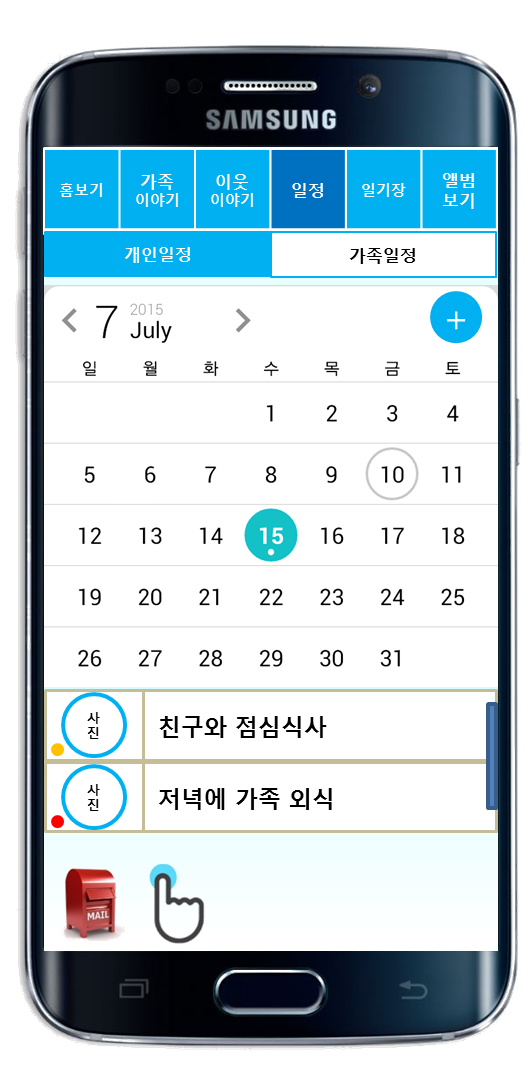 SAMSUNG
홈보기
가족
이야기
이웃
이야기
일정
일기장
앨범
보기
개인일정 가족일정
7 2015
July
+
일 월 화 수 목 금 토
1 2 3 4
5 6 7 8 9 10 11
12 13 14 15 16 17 18
19 20 21 22 23 24 25
26 27 28 29 30 31
사
진
친구와 점심식사
사
진
저녁에 가족 외식
MAIL